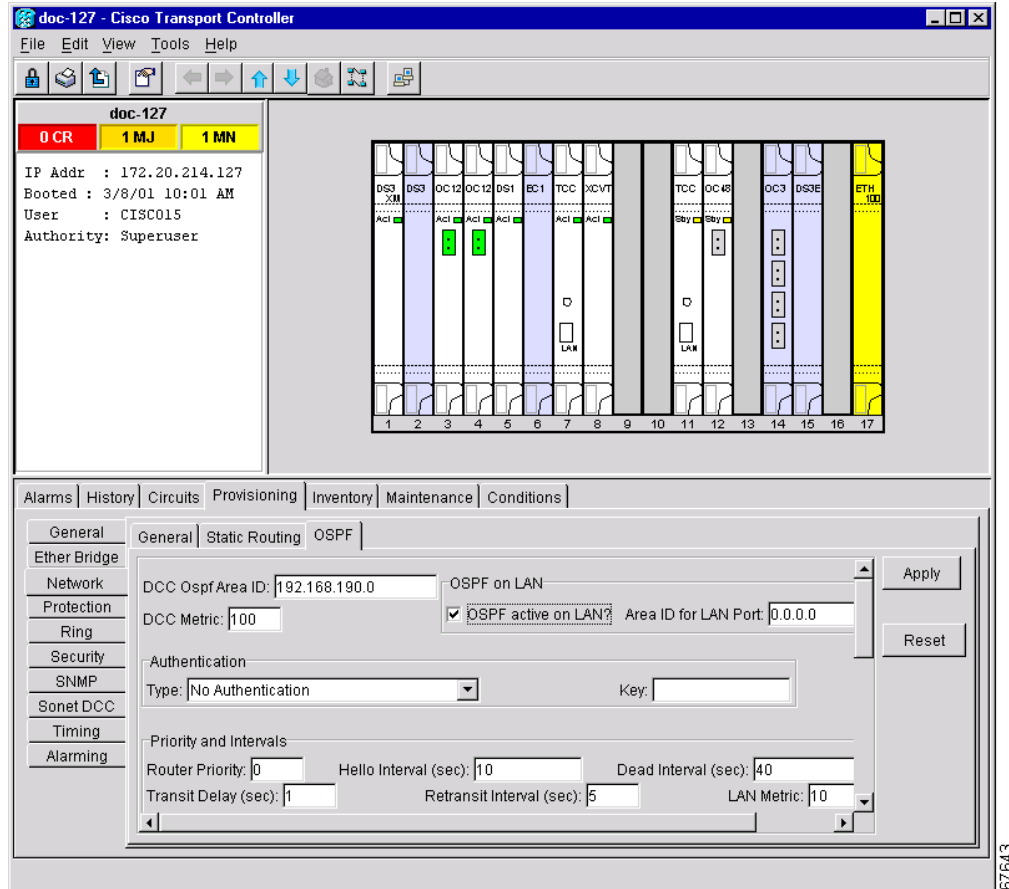 doc-127 - Cisco Transport Controller
File Edit View Tools Help
doc-127
0 CR 1 MJ 1 MN
IP Addr : 172.20.214.127
Booted : 3/8/01 10:01 AM
User : CISCO15
Authority: Superuser
DS3 XM DS3 OC12 OC12 DS1 EC1 TCC XCVT TCC OC48 OC3 DS3E ETH 100
Act Act Act Act Act Act Sby Sby
LAN LAN
1 2 3 4 5 6 7 8 9 10 11 12 13 14 15 16 17
Alarms History Circuits Provisioning Inventory Maintenance Conditions
General
Ether Bridge
Network
Protection
Ring
Security
SNMP
Sonet DCC
Timing
Alarming
General Static Routing OSPF
DCC Ospf Area ID: 192.168.190.0
DCC Metric: 100
OSPF on LAN
OSPF active on LAN? Area ID for LAN Port: 0.0.0.0
Authentication
Type: No Authentication Key:
Priority and Intervals
Router Priority: 0 Hello Interval (sec): 10 Dead Interval (sec): 40
Transit Delay (sec): 1 Retransit Interval (sec): 5 LAN Metric: 10
Apply
Reset
67643